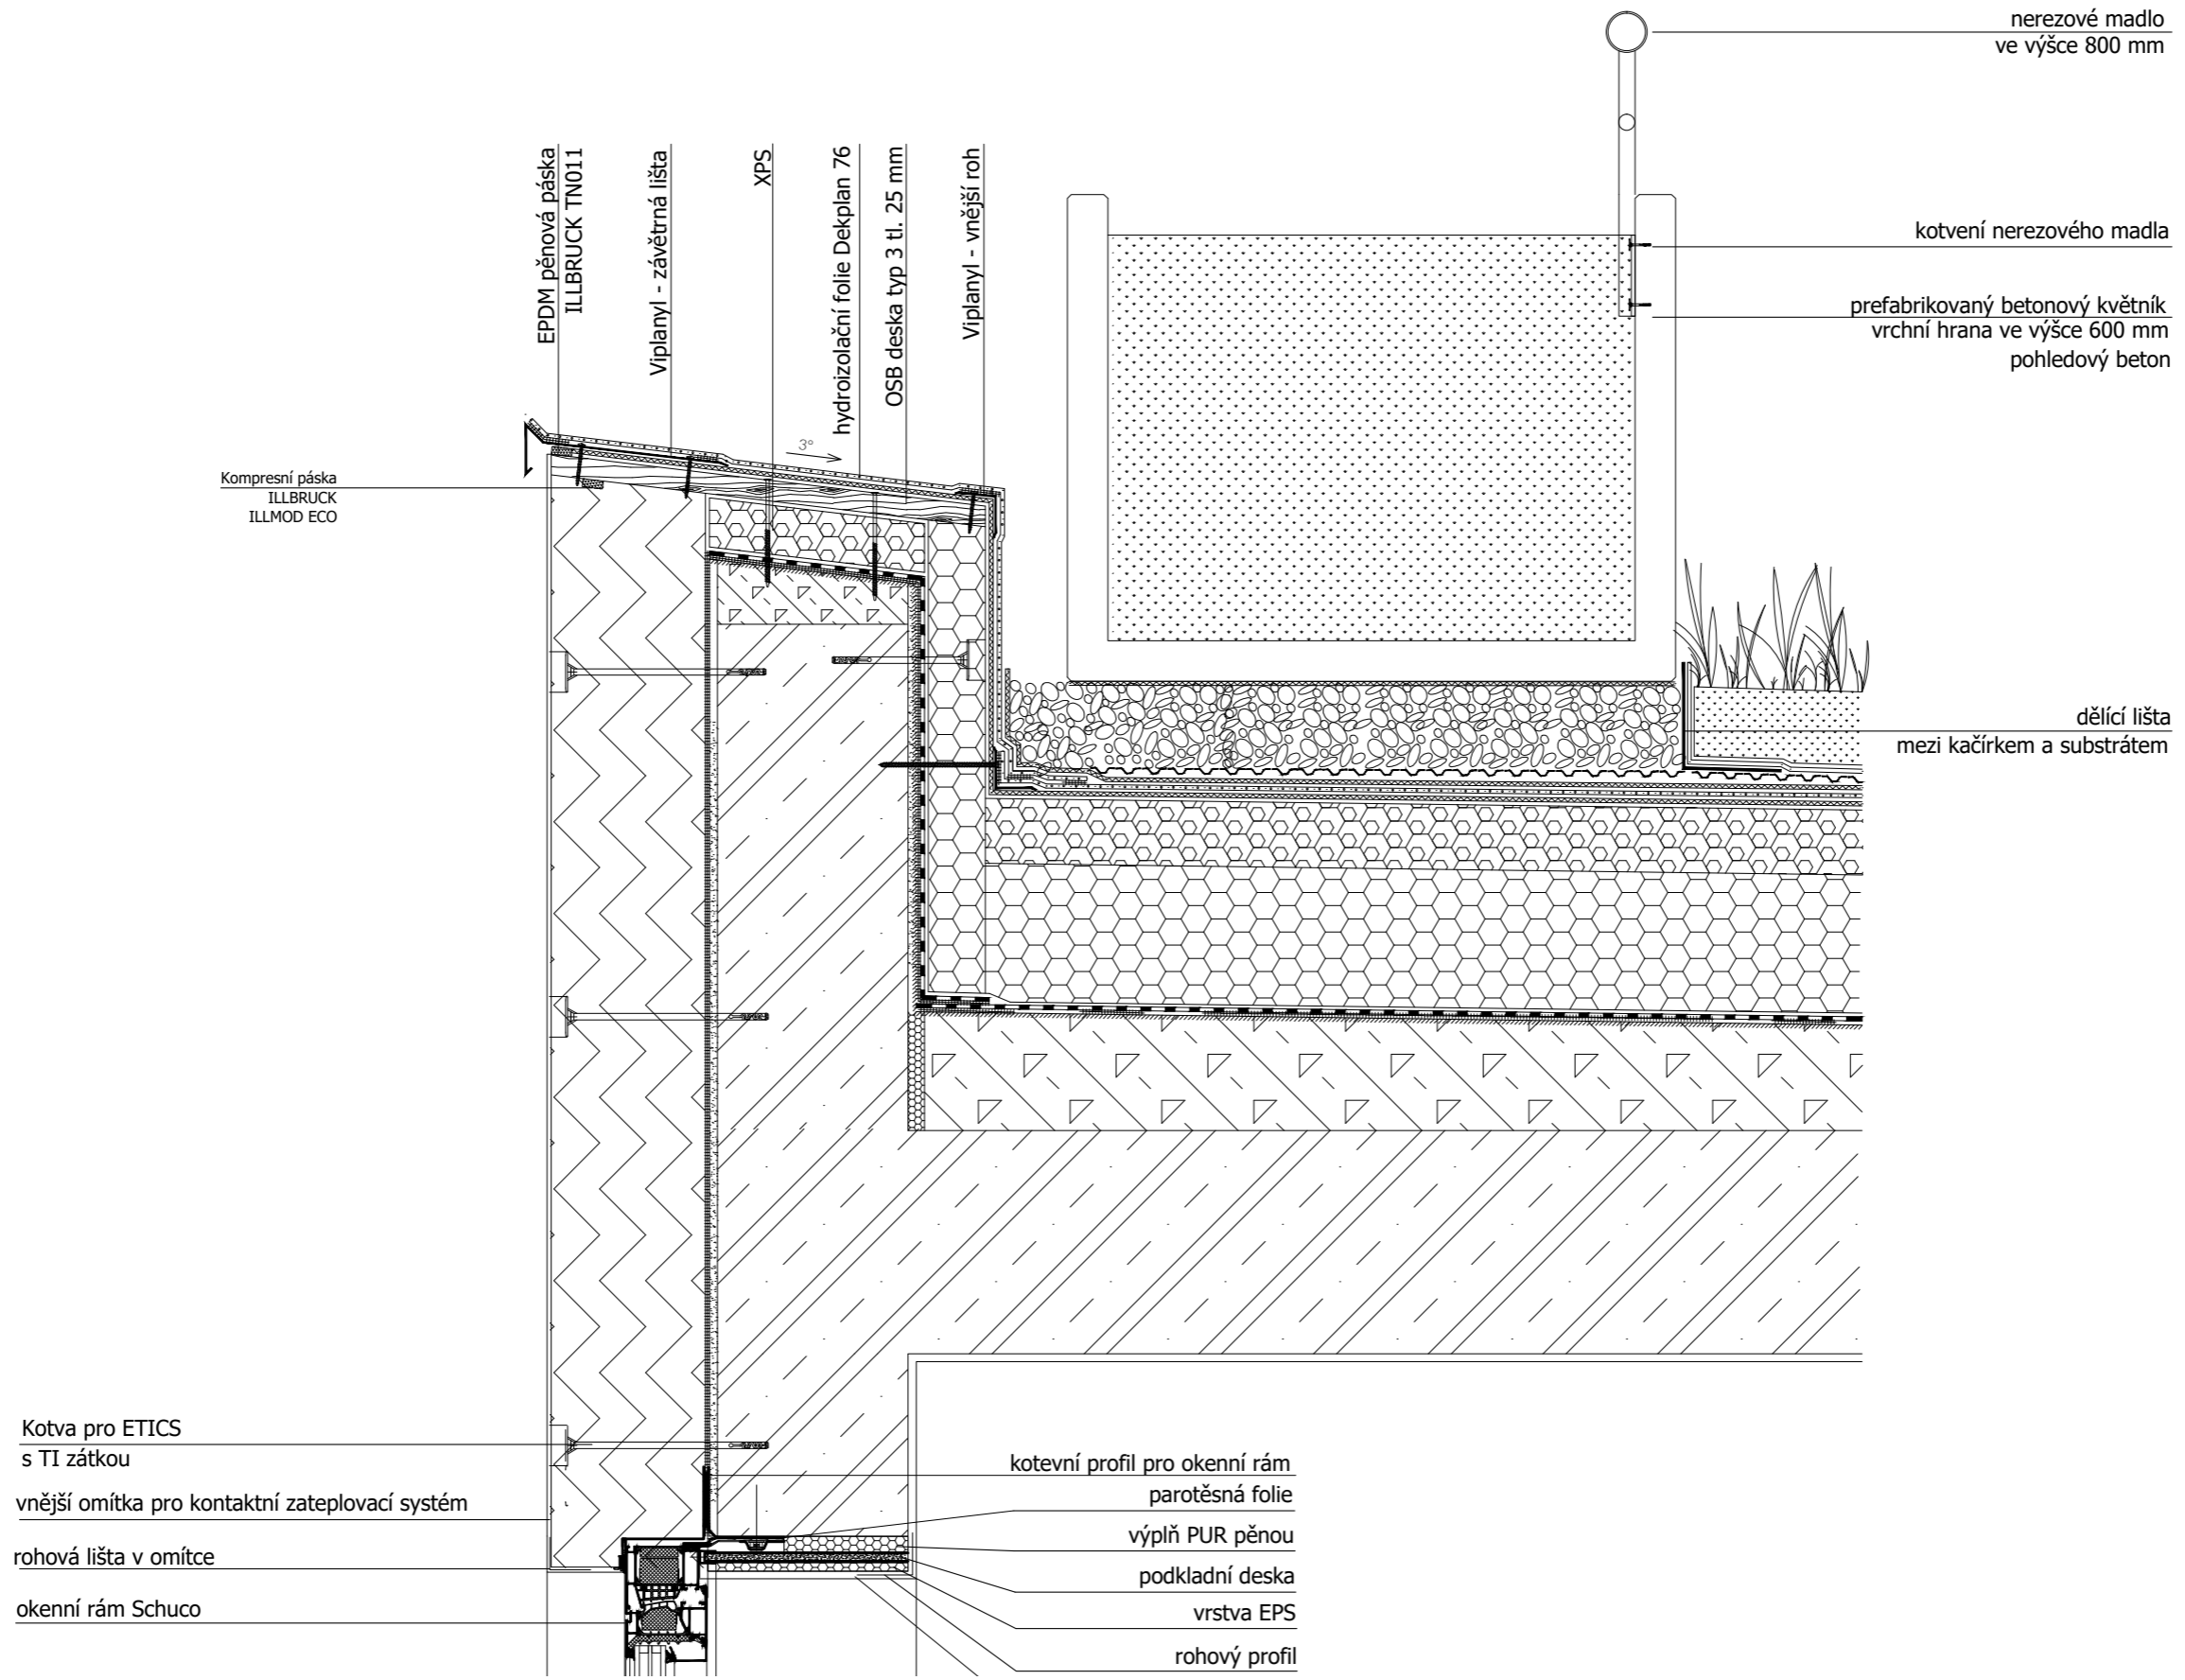 nerezové madlo
ve výšce 800 mm
EPDM pěnová páska
ILLBRUCK TN011
Viplanyl - závětrná lišta
XPS
hydroizolační folie Dekplan 76
OSB deska typ 3 tl. 25 mm
Viplanyl - vnější roh
kotvení nerezového madla
prefabrikovaný betonový květník
vrchní hrana ve výšce 600 mm
pohledový beton
3°
Kompresní páska
ILLBRUCK
ILLMOD ECO
dělící lišta
mezi kačírkem a substrátem
Kotva pro ETICS
s TI zátkou
vnější omítka pro kontaktní zateplovací systém
rohová lišta v omítce
okenní rám Schuco
kotevní profil pro okenní rám
parotěsná folie
výplň PUR pěnou
podkladní deska
vrstva EPS
rohový profil